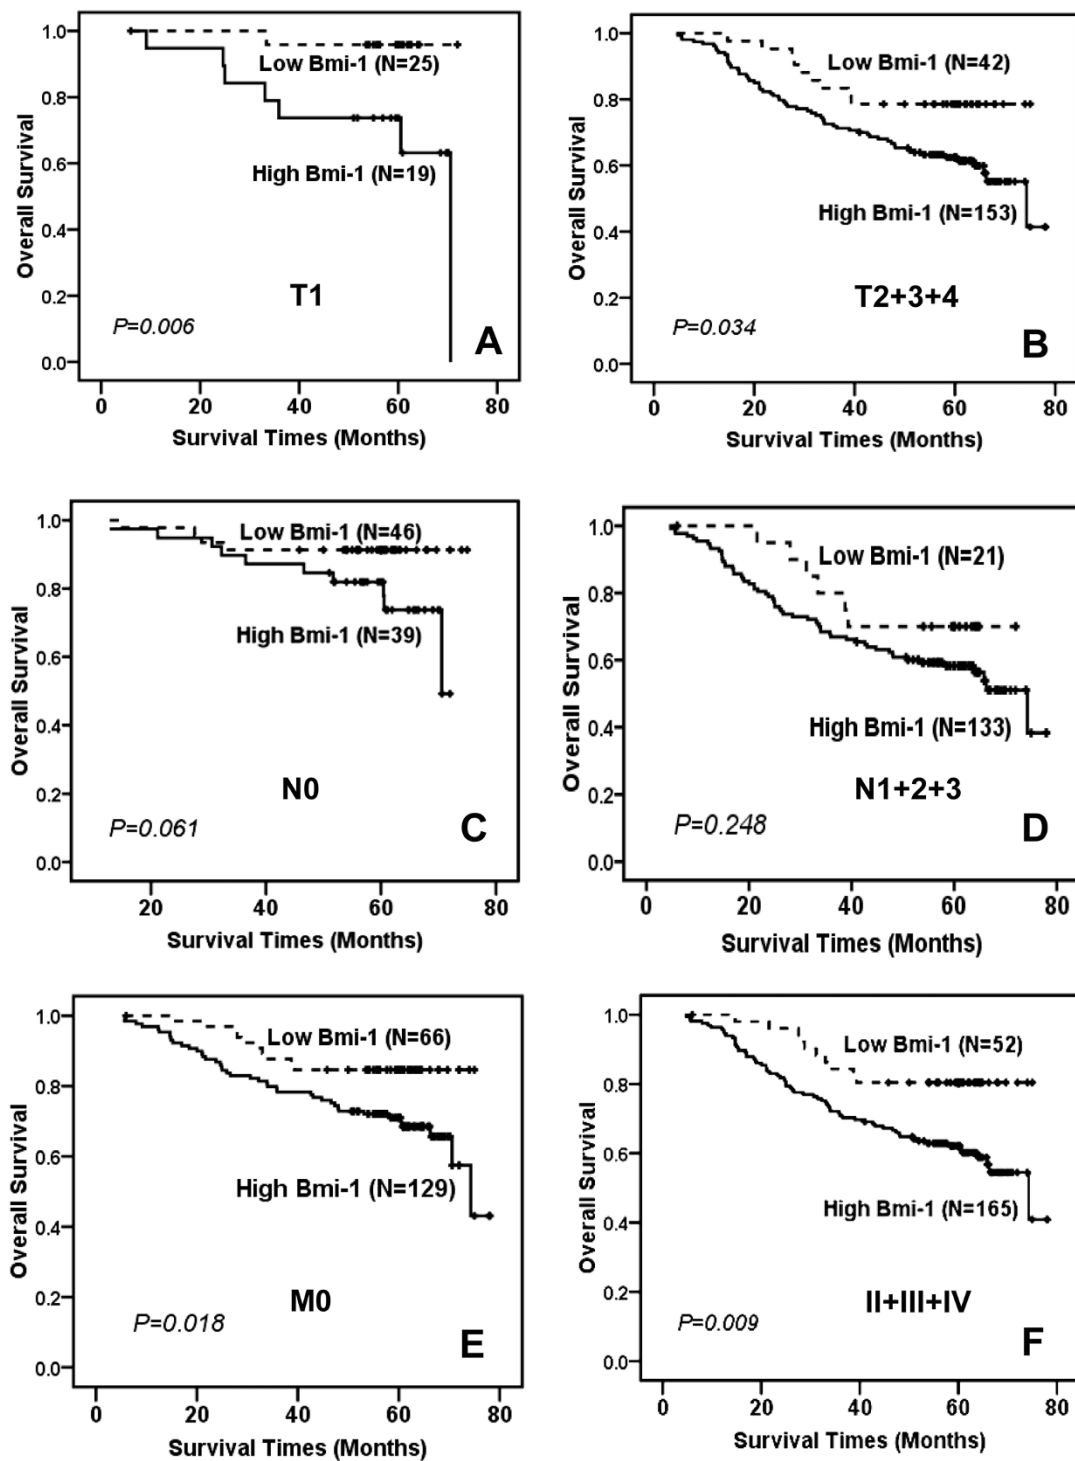 1.0
0.8
0.6
0.4
0.2
0.0
Overall Survival
Low Bmi-1 (N=25)
High Bmi-1 (N=19)
T1
P=0.006
A
0 20 40 60 80
Survival Times (Months)
1.0
0.8
0.6
0.4
0.2
0.0
Overall Survival
Low Bmi-1 (N=42)
High Bmi-1 (N=153)
T2+3+4
P=0.034
B
0 20 40 60 80
Survival Times (Months)
1.0
0.8
0.6
0.4
0.2
0.0
Overall Survival
Low Bmi-1 (N=46)
High Bmi-1 (N=39)
N0
P=0.061
C
20 40 60 80
Survival Times (Months)
1.0
0.8
0.6
0.4
0.2
0.0
Overall Survival
Low Bmi-1 (N=21)
High Bmi-1 (N=133)
N1+2+3
P=0.248
D
0 20 40 60 80
Survival Times (Months)
1.0
0.8
0.6
0.4
0.2
0.0
Overall Survival
Low Bmi-1 (N=66)
High Bmi-1 (N=129)
M0
P=0.018
E
0 20 40 60 80
Survival Times (Months)
1.0
0.8
0.6
0.4
0.2
0.0
Overall Survival
Low Bmi-1 (N=52)
High Bmi-1 (N=165)
II+III+IV
P=0.009
F
0 20 40 60 80
Survival Times (Months)